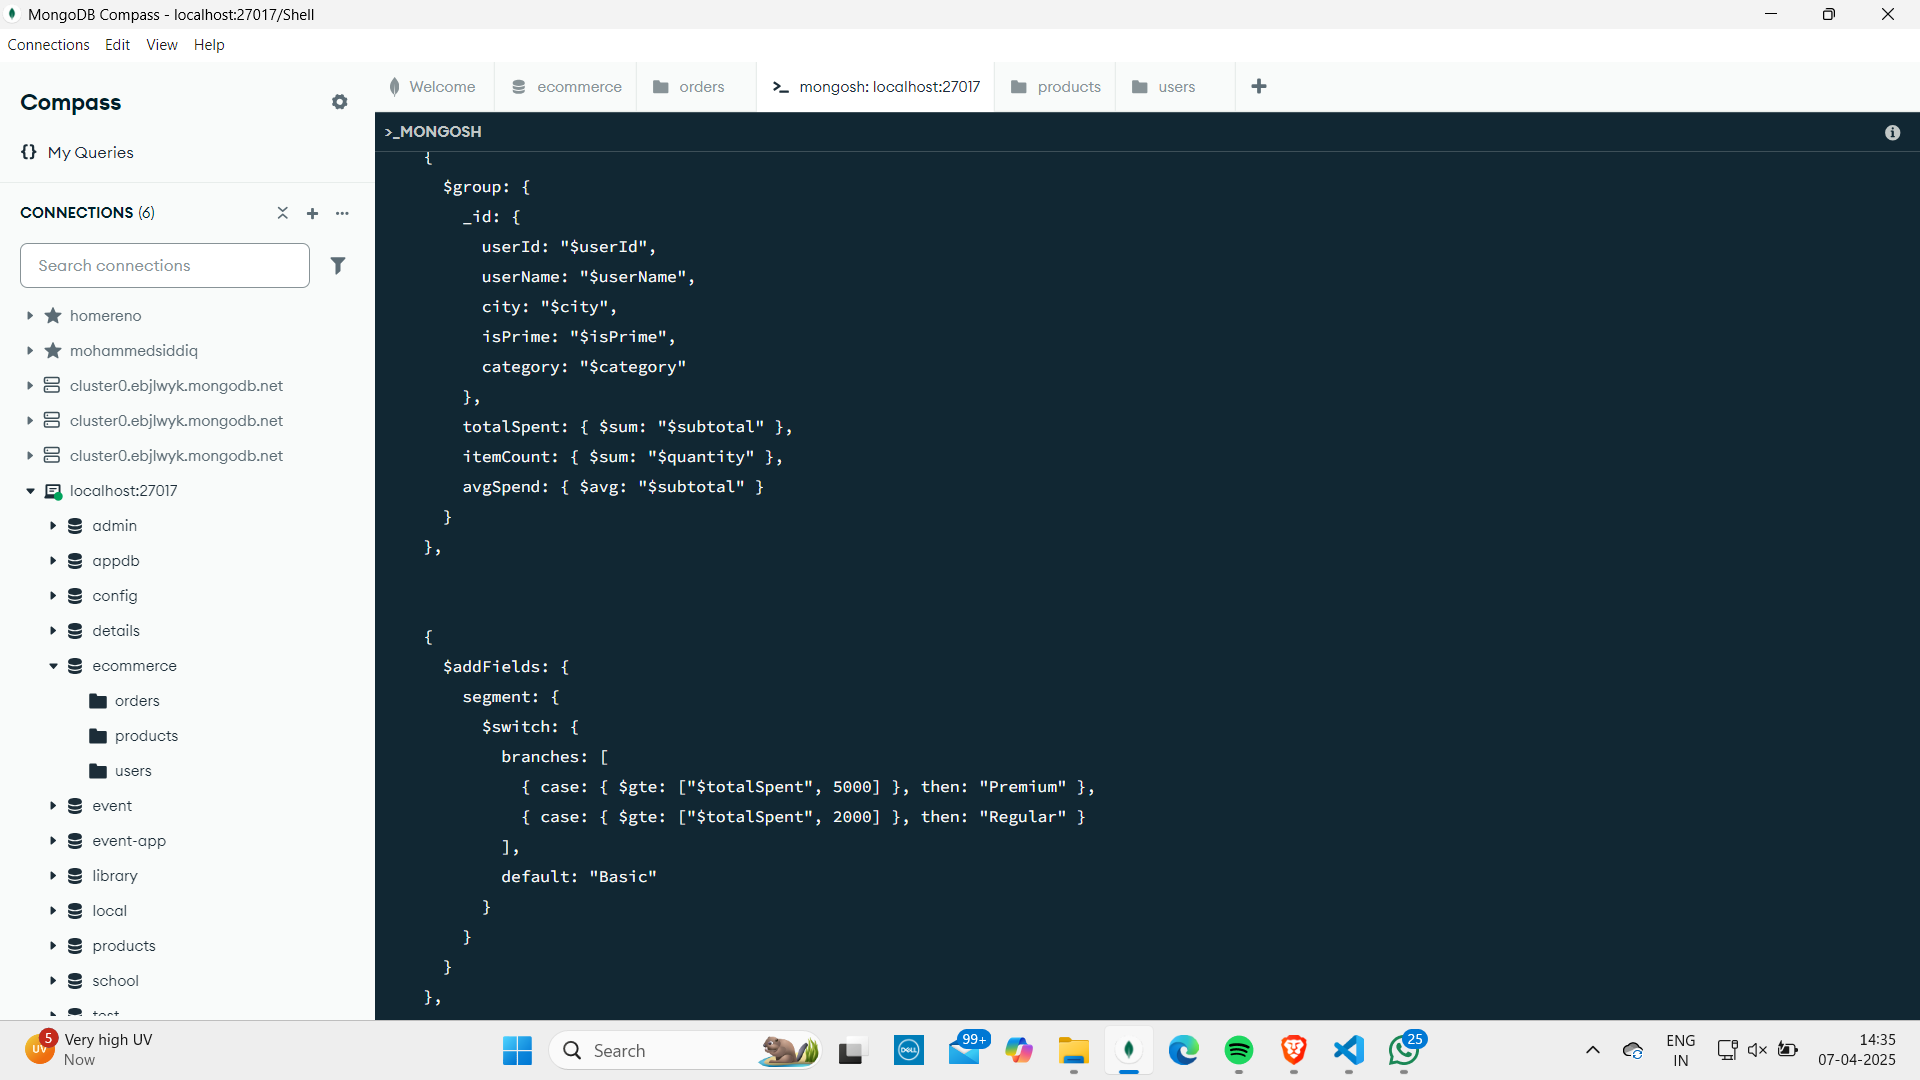 MongoDB Compass - localhost:27017/Shell
Connections Edit View Help
Compass
{} My Queries
CONNECTIONS (6)
Search connections
homereno
mohammedsiddiq
cluster0.ebjlwyk.mongodb.net
cluster0.ebjlwyk.mongodb.net
cluster0.ebjlwyk.mongodb.net
localhost:27017
admin
appdb
config
details
ecommerce
orders
products
users
event
event-app
library
local
products
school
test
Welcome ecommerce orders >_ mongosh: localhost:27017 products users +
>_MONGOSH
{
$group: {
_id: {
userId: "$userId",
userName: "$userName",
city: "$city",
isPrime: "$isPrime",
category: "$category"
},
totalSpent: { $sum: "$subtotal" },
itemCount: { $sum: "$quantity" },
avgSpend: { $avg: "$subtotal" }
}
},
{
$addFields: {
segment: {
$switch: {
branches: [
{ case: { $gte: ["$totalSpent", 5000] }, then: "Premium" },
{ case: { $gte: ["$totalSpent", 2000] }, then: "Regular" }
],
default: "Basic"
}
}
}
},
UV 5 Very high UV
Now
Search
DELL
99+
25
ENG
IN
14:35
07-04-2025